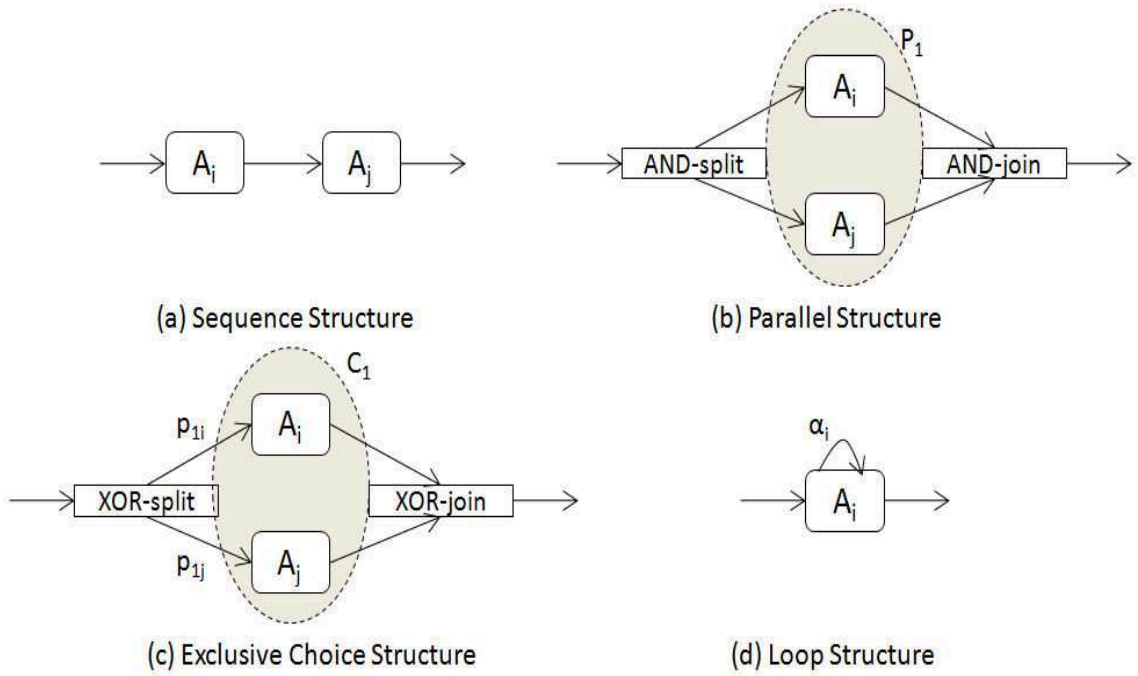 P₁
Aᵢ
Aᵢ
Aⱼ
AND-split
AND-join
Aⱼ
(a) Sequence Structure
(b) Parallel Structure
C₁
p₁ᵢ
Aᵢ
αᵢ
XOR-split
XOR-join
Aᵢ
p₁ⱼ
Aⱼ
(c) Exclusive Choice Structure
(d) Loop Structure